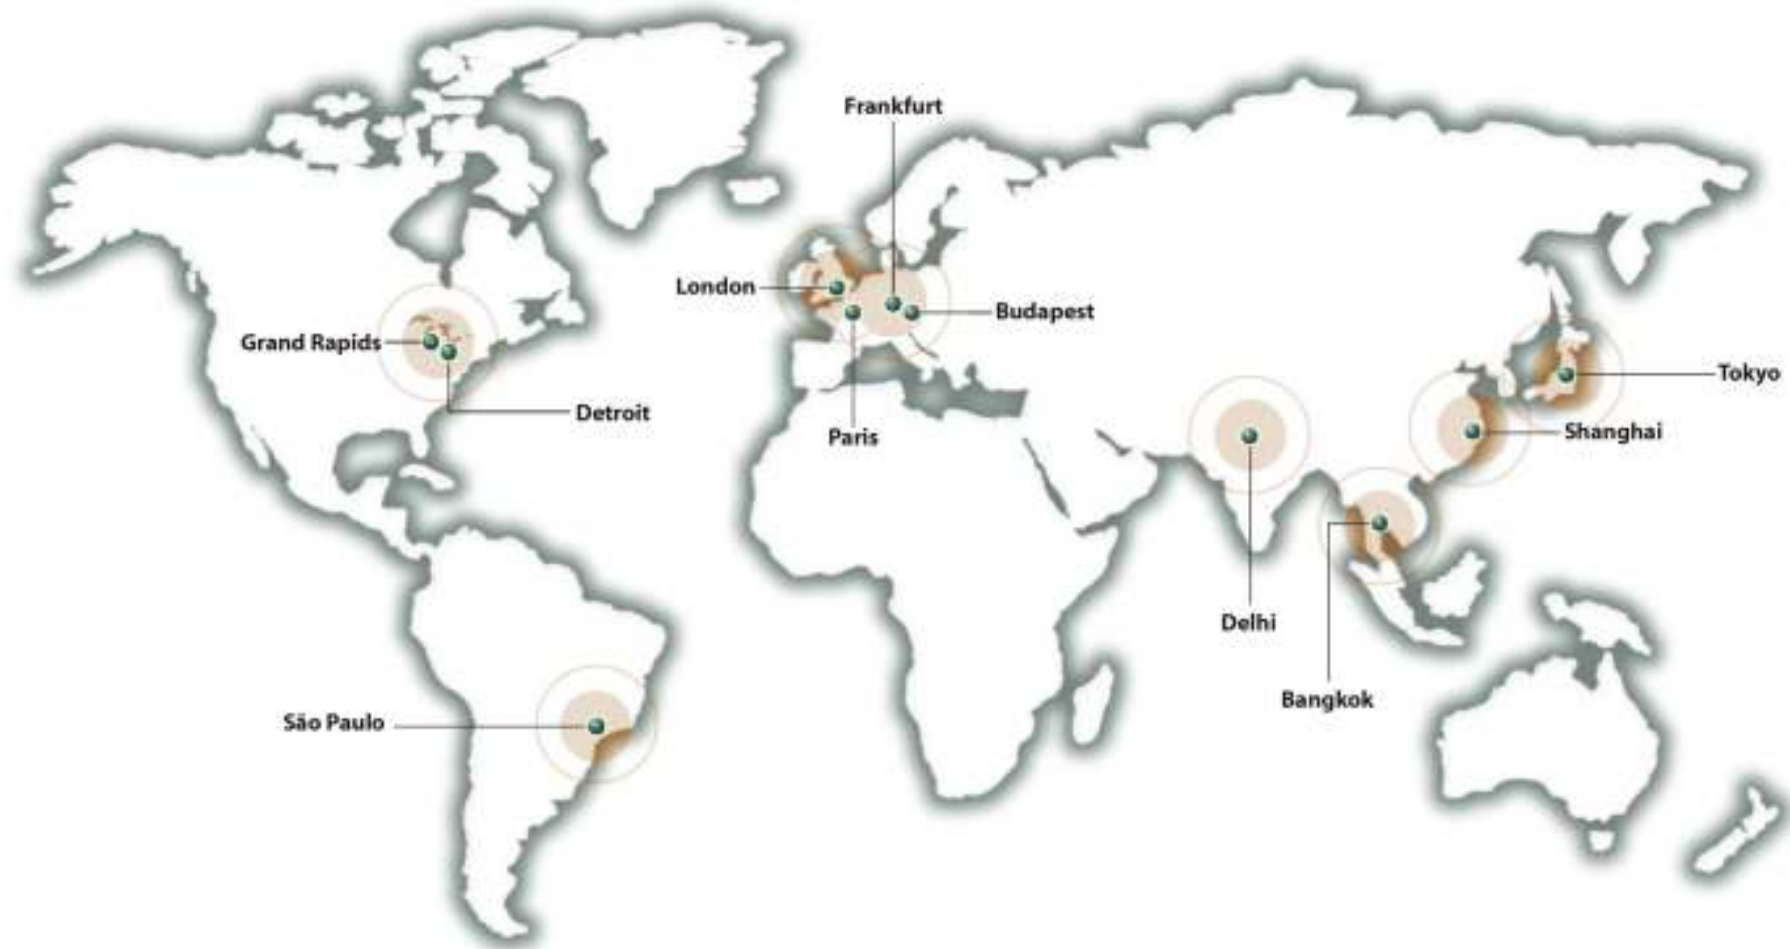 Frankfurt
London
Budapest
Grand Rapids
Tokyo
Detroit
Paris
Shanghai
Delhi
Bangkok
São Paulo